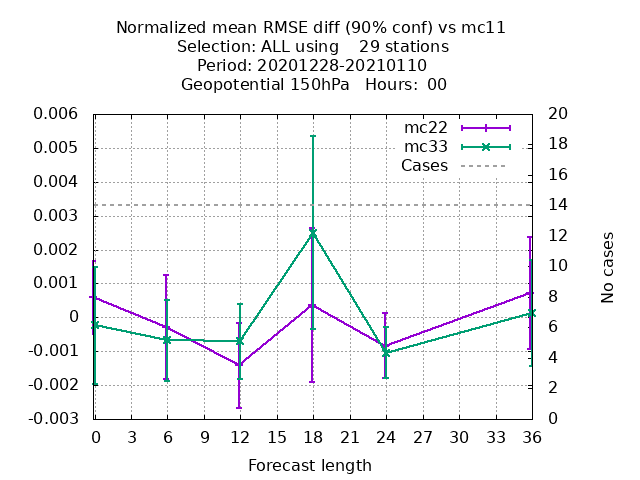 Normalized mean RMSE diff (90% conf) vs mc11
Selection: ALL using 29 stations
Period: 20201228-20210110
Geopotential 150hPa Hours: 00
0.006
0.005
0.004
0.003
0.002
0.001
0
-0.001
-0.002
-0.003
mc22
mc33
Cases
20
18
16
14
12
10
8
6
4
2
0
No cases
0 3 6 9 12 15 18 21 24 27 30 33 36
Forecast length